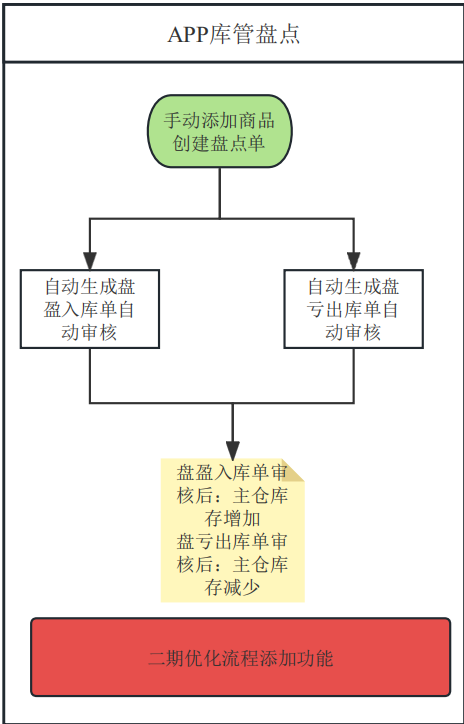 APP库管盘点
手动添加商品
创建盘点单
自动生成盘
盈入库单自
动审核
自动生成盘
亏出库单自
动审核
盘盈入库单审
核后：主仓库
存增加
盘亏出库单审
核后：主仓库
存减少
二期优化流程添加功能